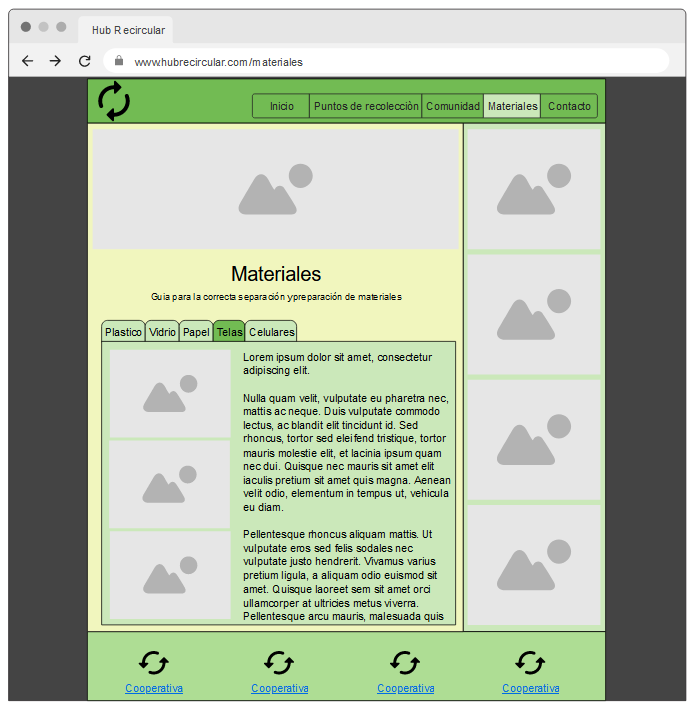 Hub Recircular
www.hubrecircular.com/materiales
Inicio
Puntos de recolecciòn
Comunidad
Materiales
Contacto
Materiales
Guia para la correcta separación ypreparación de materiales
Plastico
Vidrio
Papel
Telas
Celulares
Lorem ipsum dolor sit amet, consectetur
adipiscing elit.
Nulla quam velit, vulputate eu pharetra nec,
mattis ac neque. Duis vulputate commodo
lectus, ac blandit elit tincidunt id. Sed
rhoncus, tortor sed eleifend tristique, tortor
mauris molestie elit, et lacinia ipsum quam
nec dui. Quisque nec mauris sit amet elit
iaculis pretium sit amet quis magna. Aenean
velit odio, elementum in tempus ut, vehicula
eu diam.
Pellentesque rhoncus aliquam mattis. Ut
vulputate eros sed felis sodales nec
vulputate justo hendrerit. Vivamus varius
pretium ligula, a aliquam odio euismod sit
amet. Quisque laoreet sem sit amet orci
ullamcorper at ultricies metus viverra.
Pellentesque arcu mauris, malesuada quis
Cooperativa
Cooperativa
Cooperativa
Cooperativa